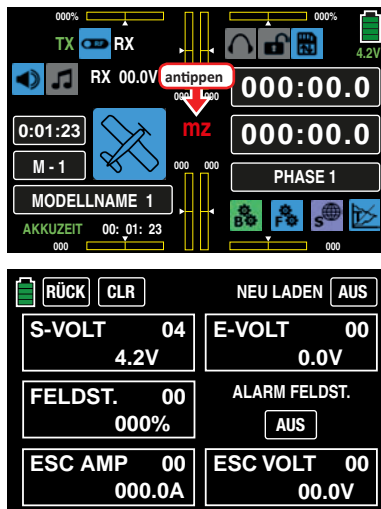 000% 000%
TX RX
4.2V
RX 00.0V antippen
000 000
000:00.0
0:01:23 mz 000:00.0
M - 1
000 000
PHASE 1
MODELLNAME 1
B⚙ F⚙ S
AKKUZEIT 00: 01: 23
000 000
RÜCK CLR NEU LADEN AUS
S-VOLT 04 E-VOLT 00
4.2V 0.0V
FELDST. 00 ALARM FELDST.
000% AUS
ESC AMP 00 ESC VOLT 00
000.0A 00.0V